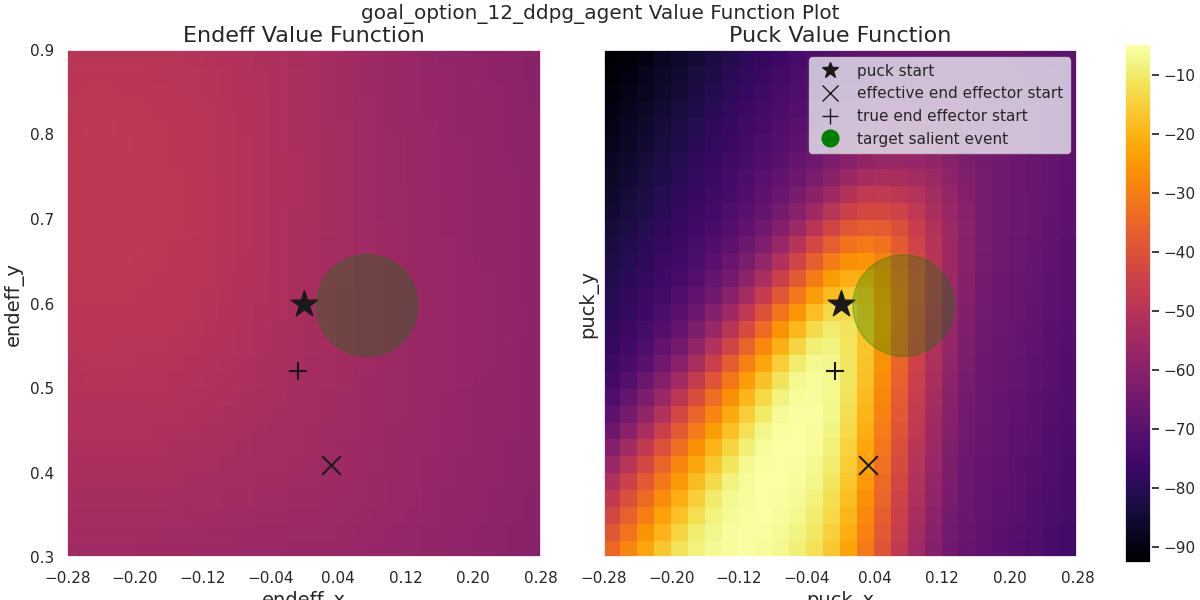 goal_option_12_ddpg_agent Value Function Plot
Endeff Value Function
0.9
0.8
0.7
0.6
0.5
0.4
0.3
endeff_y
−0.28 −0.20 −0.12 −0.04 0.04 0.12 0.20 0.28
endeff_x
Puck Value Function
puck start
effective end effector start
true end effector start
target salient event
puck_y
−0.28 −0.20 −0.12 −0.04 0.04 0.12 0.20 0.28
puck_x
−10
−20
−30
−40
−50
−60
−70
−80
−90